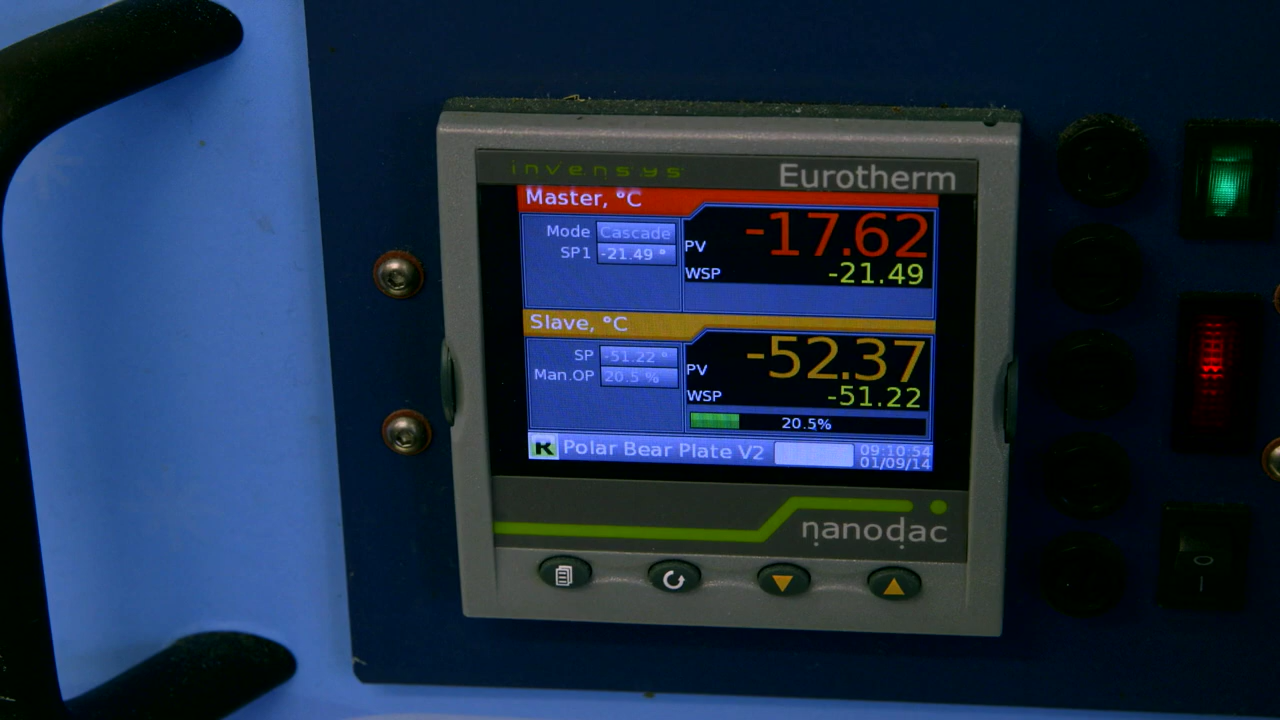 invensys
Eurotherm
Master, °C
Mode Cascade
SP1 -21.49 °
PV -17.62
WSP -21.49
Slave, °C
SP -51.22 °
Man.OP 20.5 %
PV -52.37
WSP -51.22
20.5%
R Polar Bear Plate V2
09:10:54
01/09/14
nanodac
O
I